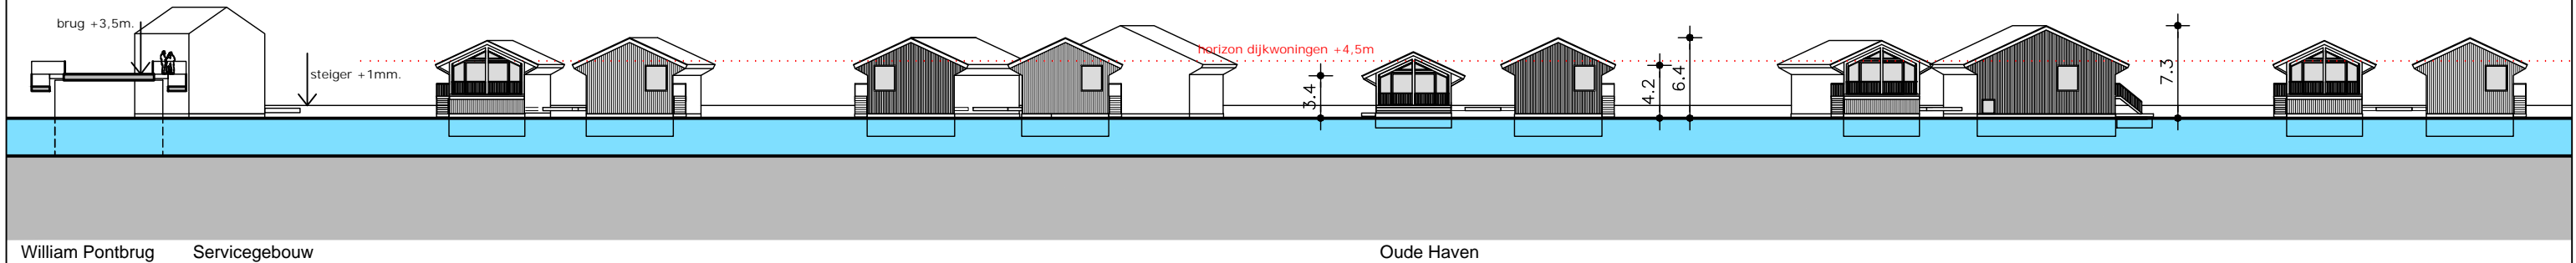 brug +3,5m.
steiger +1mm.
horizon dijkwoningen +4,5m
3.4
4.2
6.4
7.3
William Pontbrug
Servicegebouw
Oude Haven